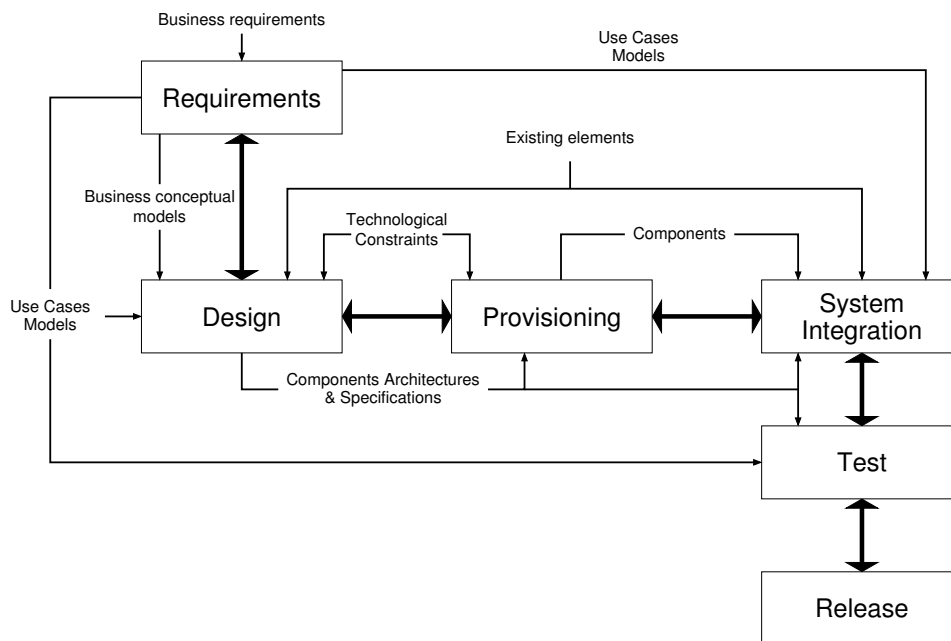 Business requirements
Use Cases
Models
Requirements
Existing elements
Business conceptual
models
Technological
Constraints
Components
Use Cases
Models
Design
Provisioning
System
Integration
Components Architectures
& Specifications
Test
Release